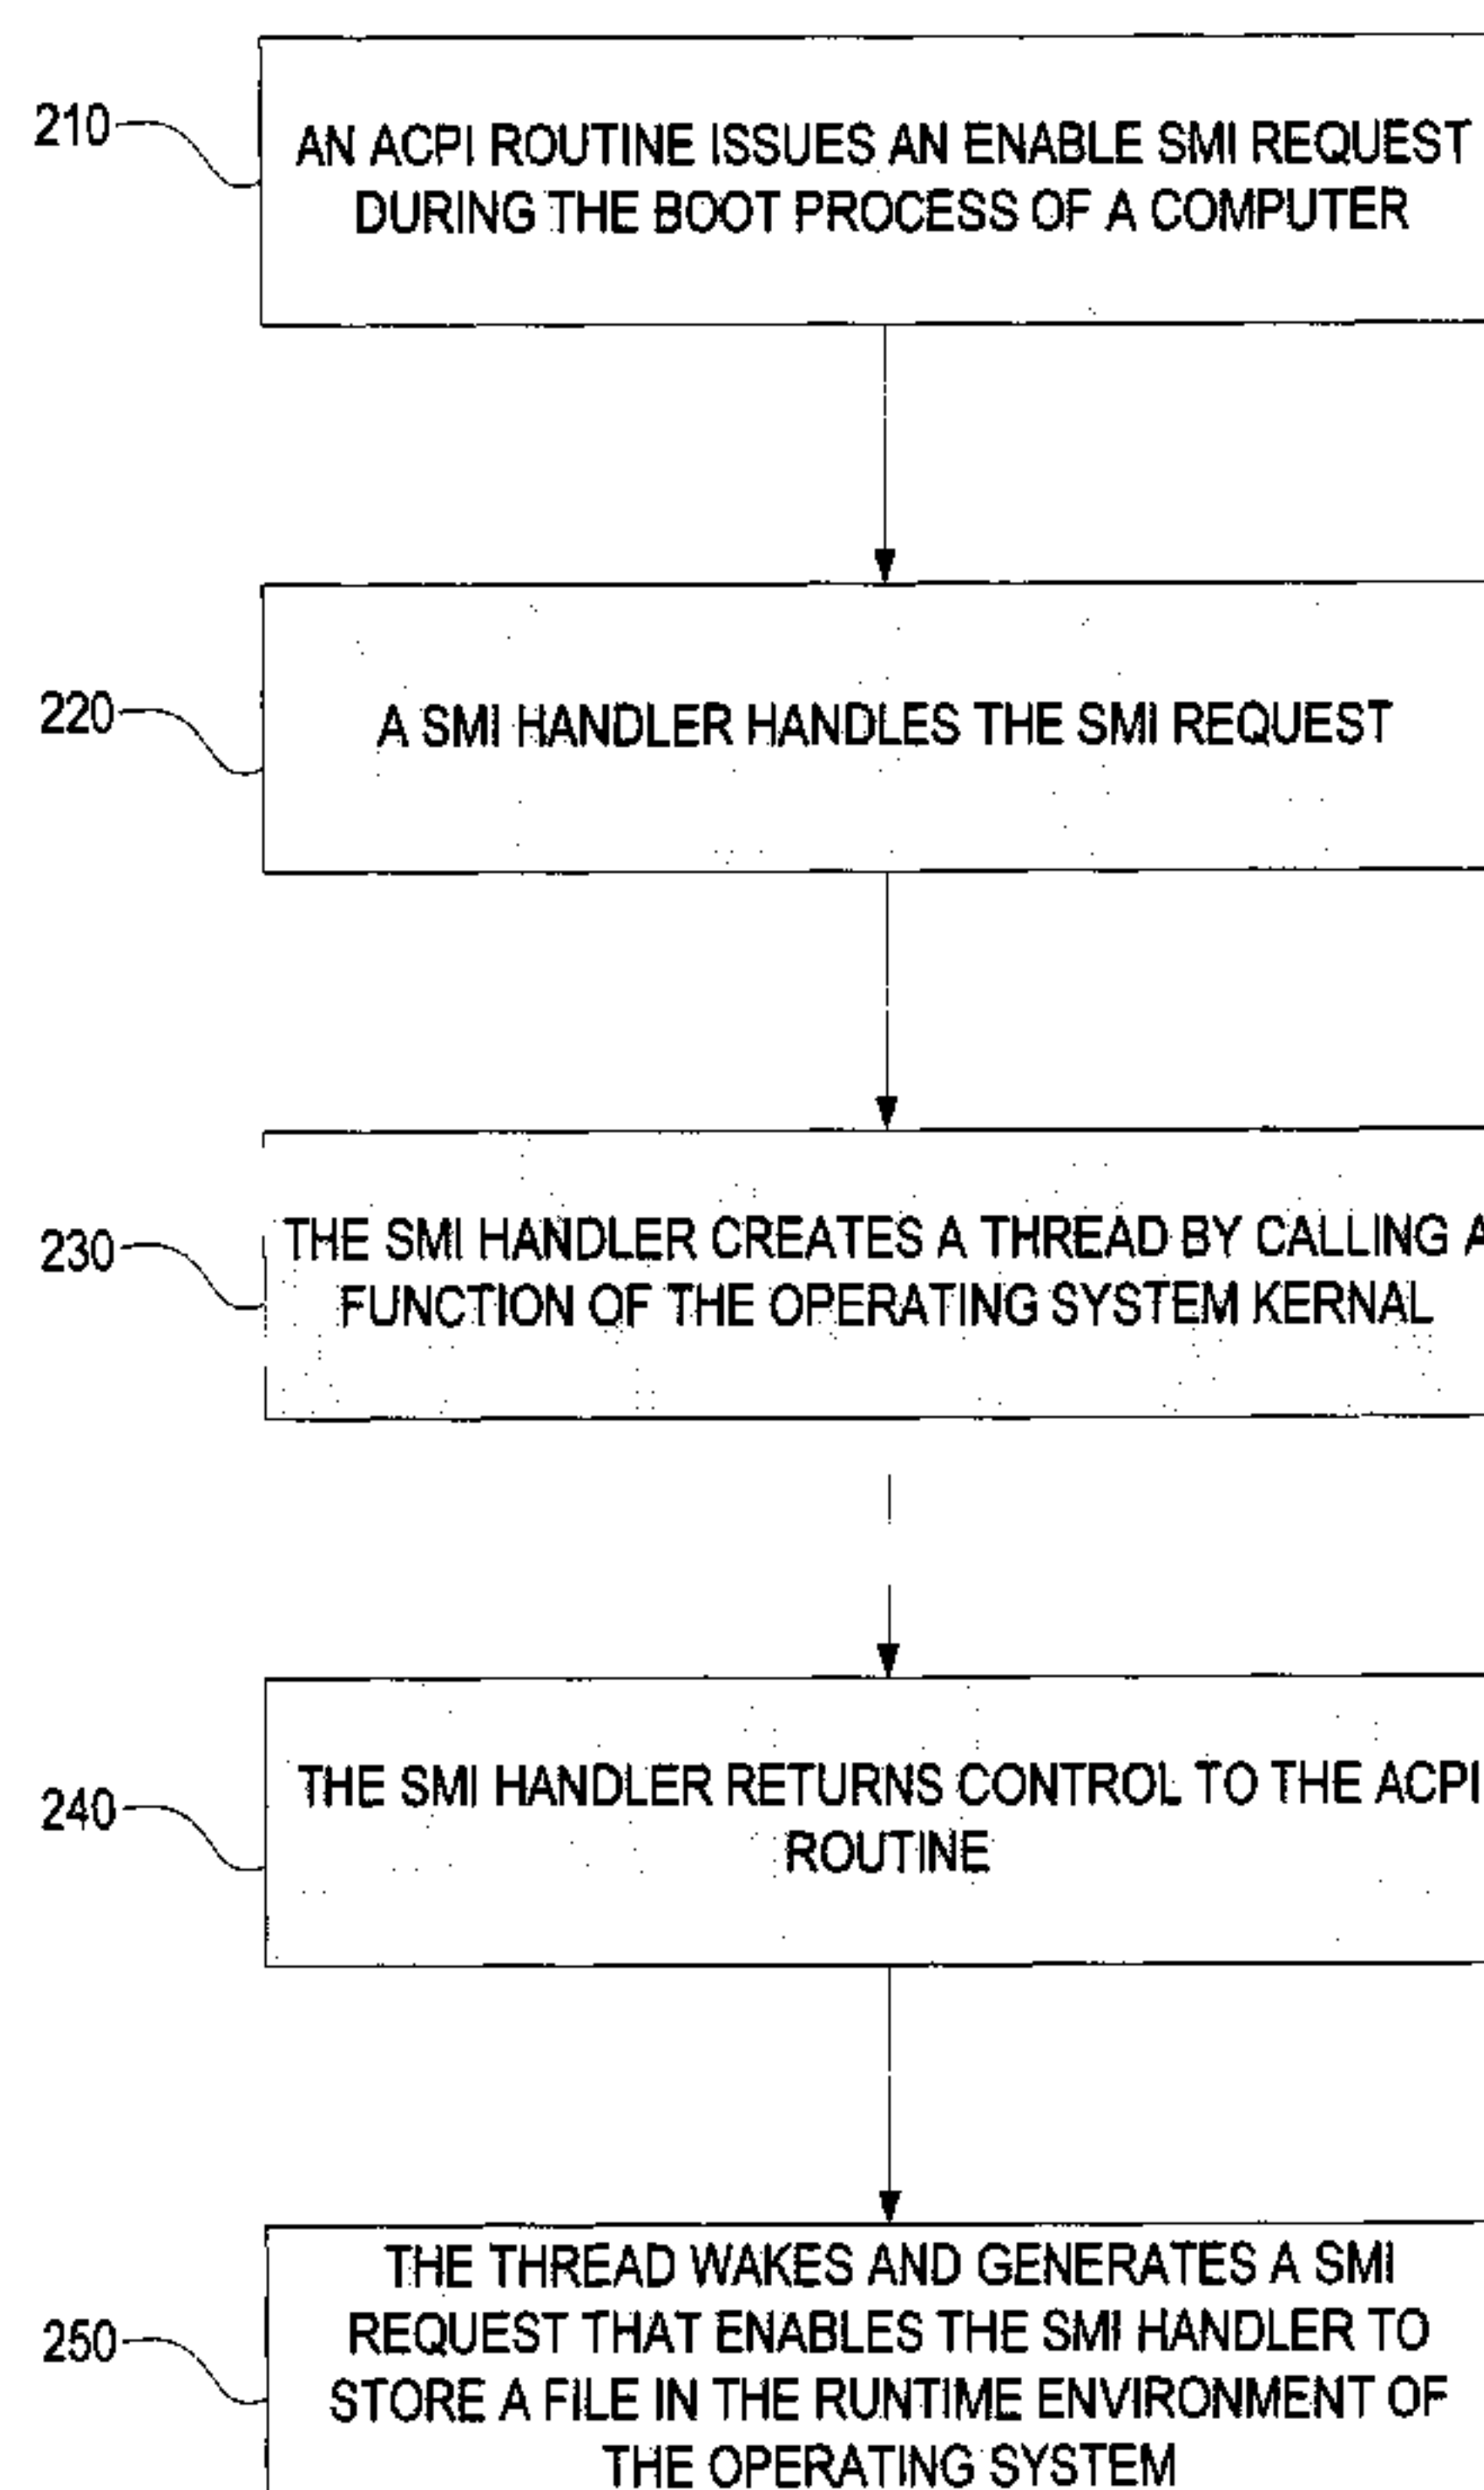 210
AN ACPI ROUTINE ISSUES AN ENABLE SMI REQUEST
DURING THE BOOT PROCESS OF A COMPUTER
220
A SMI HANDLER HANDLES THE SMI REQUEST
230
THE SMI HANDLER CREATES A THREAD BY CALLING A
FUNCTION OF THE OPERATING SYSTEM KERNAL
240
THE SMI HANDLER RETURNS CONTROL TO THE ACPI
ROUTINE
250
THE THREAD WAKES AND GENERATES A SMI
REQUEST THAT ENABLES THE SMI HANDLER TO
STORE A FILE IN THE RUNTIME ENVIRONMENT OF
THE OPERATING SYSTEM